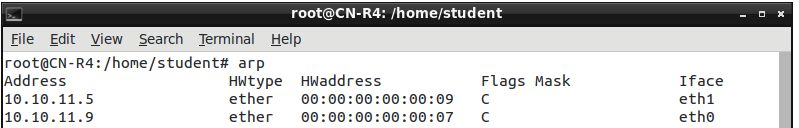 root@CN-R4: /home/student
File Edit View Search Terminal Help
root@CN-R4:/home/student# arp
Address HWtype HWaddress Flags Mask Iface
10.10.11.5 ether 00:00:00:00:00:09 C eth1
10.10.11.9 ether 00:00:00:00:00:07 C eth0